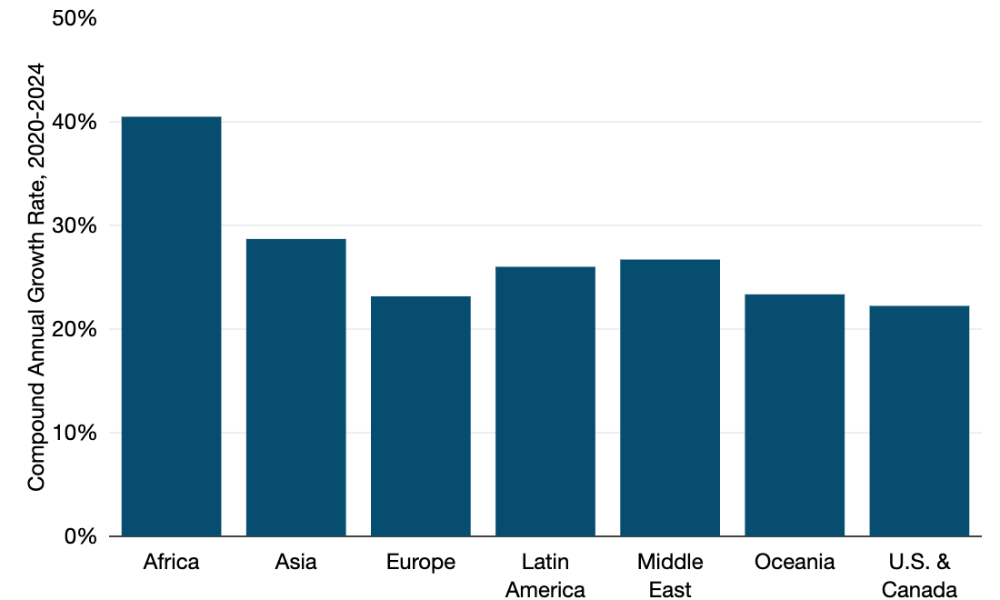 50%
40%
30%
20%
10%
0%
Compound Annual Growth Rate, 2020-2024
Africa
Asia
Europe
Latin
America
Middle
East
Oceania
U.S. &
Canada